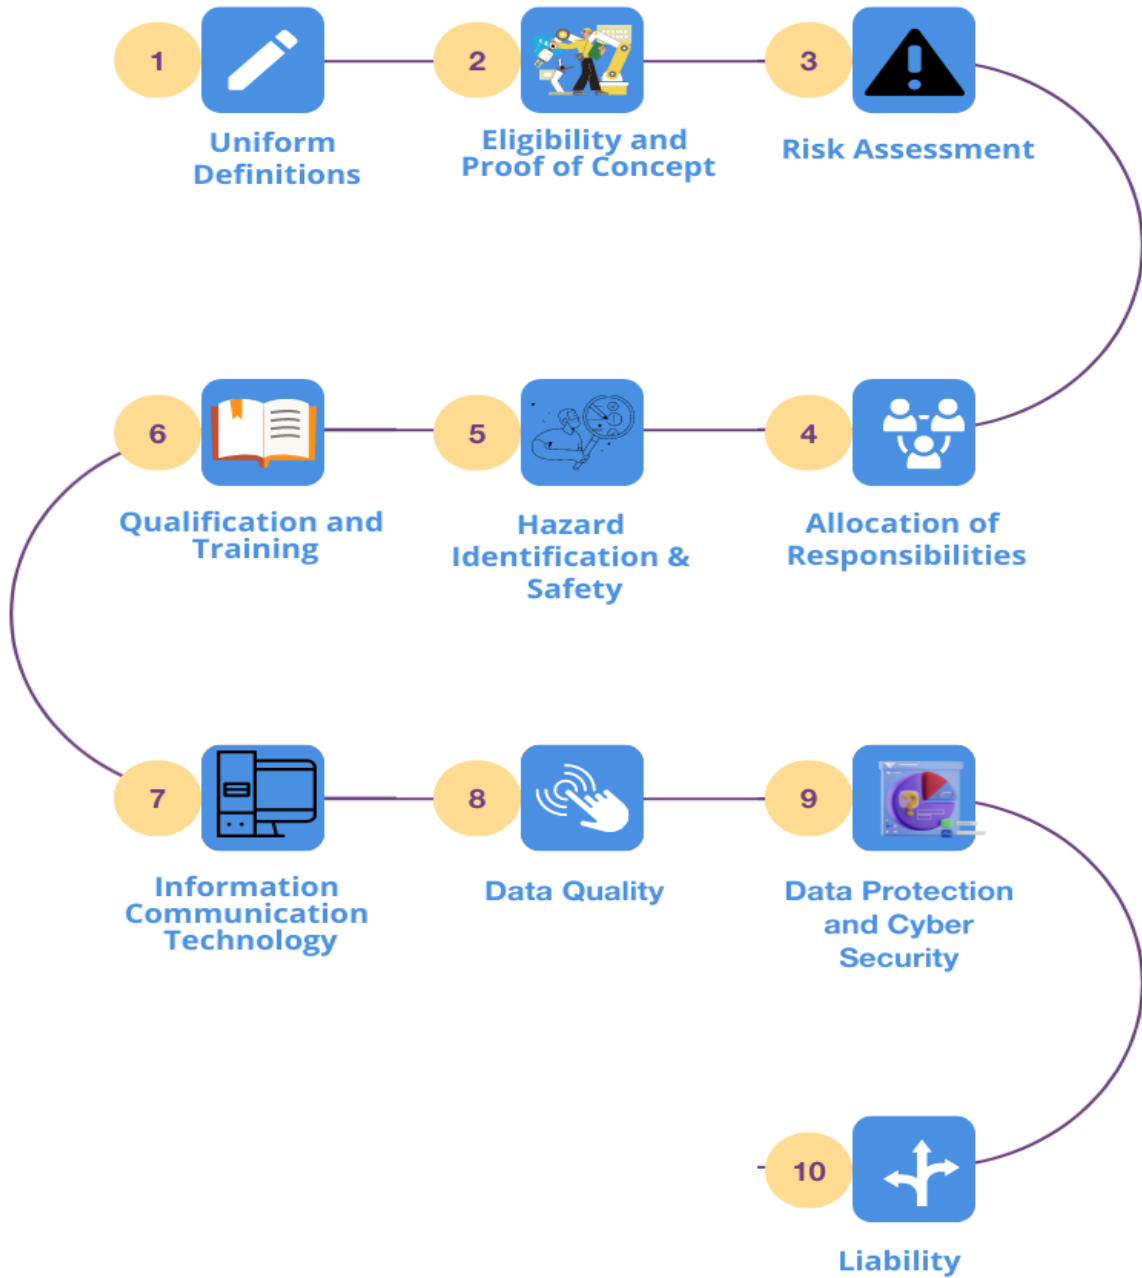 1
Uniform
Definitions
2
Eligibility and
Proof of Concept
3
Risk Assessment
4
Allocation of
Responsibilities
5
Hazard
Identification &
Safety
6
Qualification and
Training
7
Information
Communication
Technology
8
Data Quality
9
Data Protection
and Cyber
Security
10
Liability